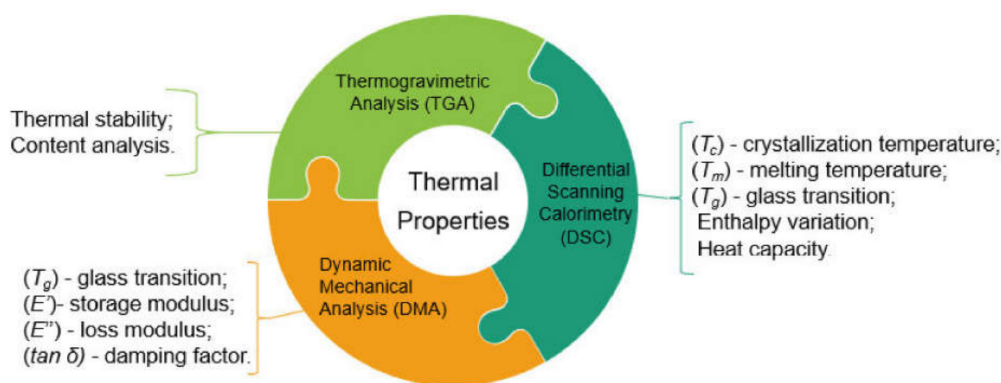 Thermogravimetric
Analysis (TGA)
Thermal stability;
Content analysis.
Thermal
Properties
Differential
Scanning
Calorimetry
(DSC)
(Tc) - crystallization temperature;
(Tm) - melting temperature;
(Tg) - glass transition;
Enthalpy variation;
Heat capacity.
Dynamic
Mechanical
Analysis (DMA)
(Tg) - glass transition;
(E')- storage modulus;
(E'') - loss modulus;
(tan δ) - damping factor.